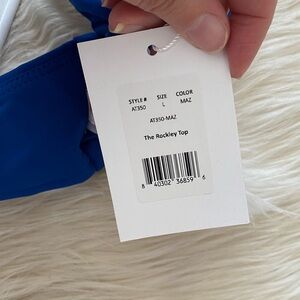 STYLE # SIZE COLOR
AT350 L MAZ
AT350-MAZ
The Rockley Top
8 40302 36859 6